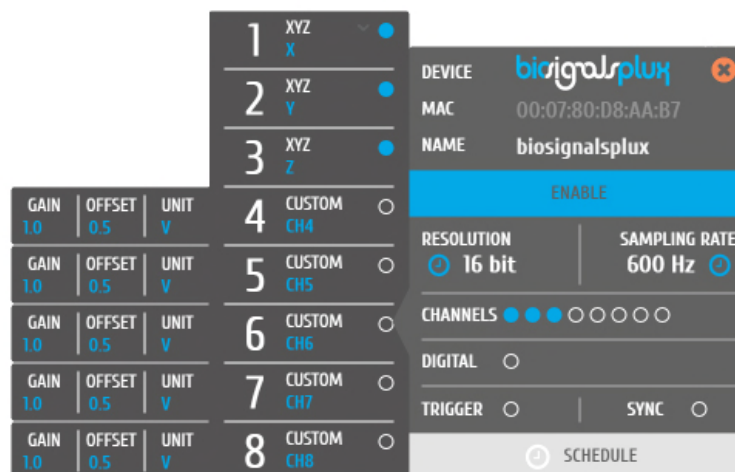 1 XYZ
X
2 XYZ
Y
3 XYZ
Z
GAIN OFFSET UNIT
1.0 0.5 V
4 CUSTOM
CH4
GAIN OFFSET UNIT
1.0 0.5 V
5 CUSTOM
CH5
GAIN OFFSET UNIT
1.0 0.5 V
6 CUSTOM
CH6
GAIN OFFSET UNIT
1.0 0.5 V
7 CUSTOM
CH7
GAIN OFFSET UNIT
1.0 0.5 V
8 CUSTOM
CH8
DEVICE biosignalsplux
MAC 00:07:80:D8:AA:B7
NAME biosignalsplux
ENABLE
RESOLUTION SAMPLING RATE
16 bit 600 Hz
CHANNELS
DIGITAL
TRIGGER SYNC
SCHEDULE